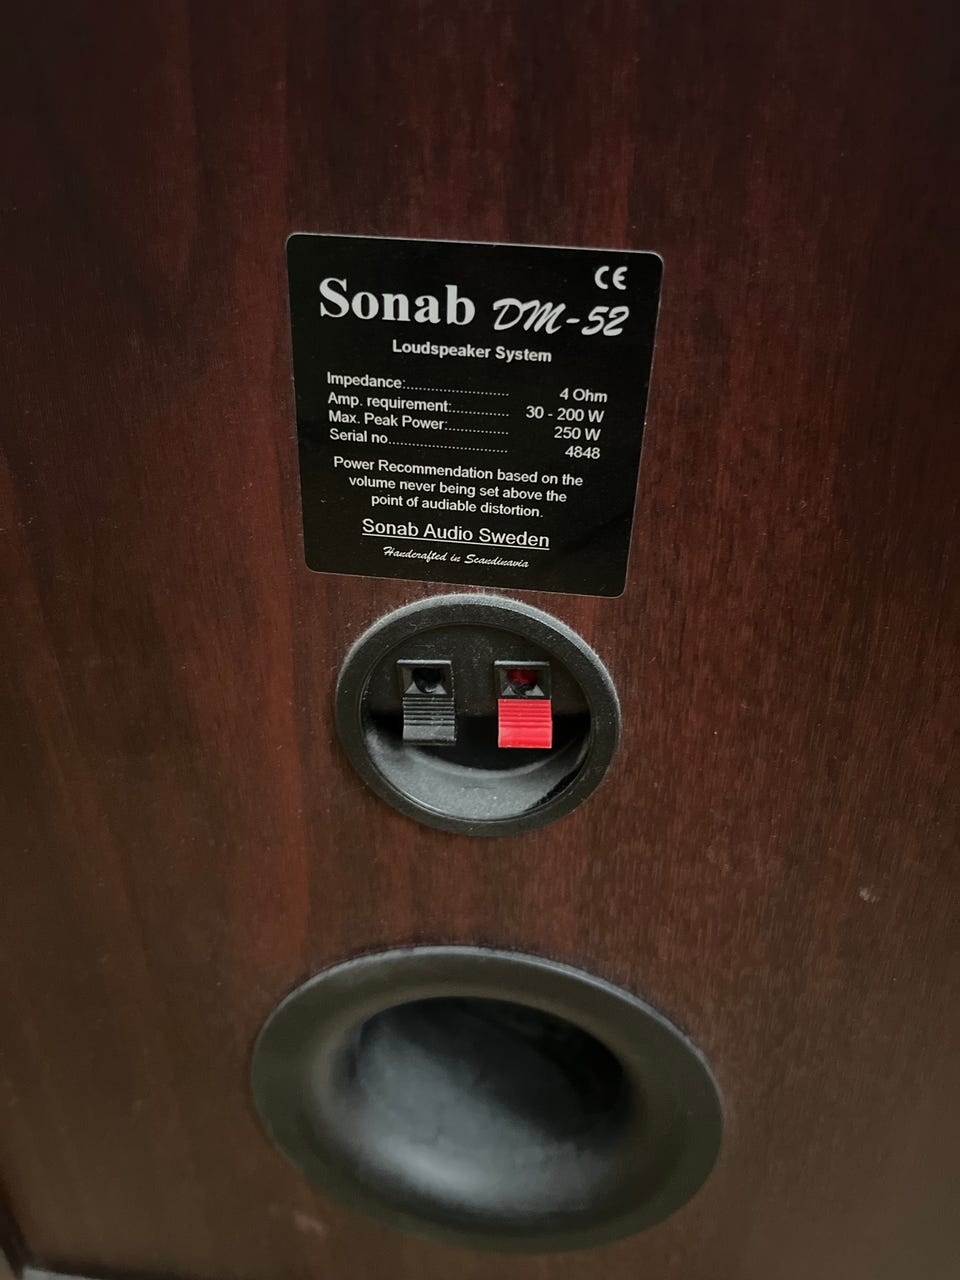 CE
Sonab DM-52
Loudspeaker System
Impedance:.......................... 4 Ohm
Amp. requirement:.............. 30 - 200 W
Max. Peak Power:............... 250 W
Serial no.............................. 4848
Power Recommendation based on the
volume never being set above the
point of audiable distortion.
Sonab Audio Sweden
Handcrafted in Scandinavia